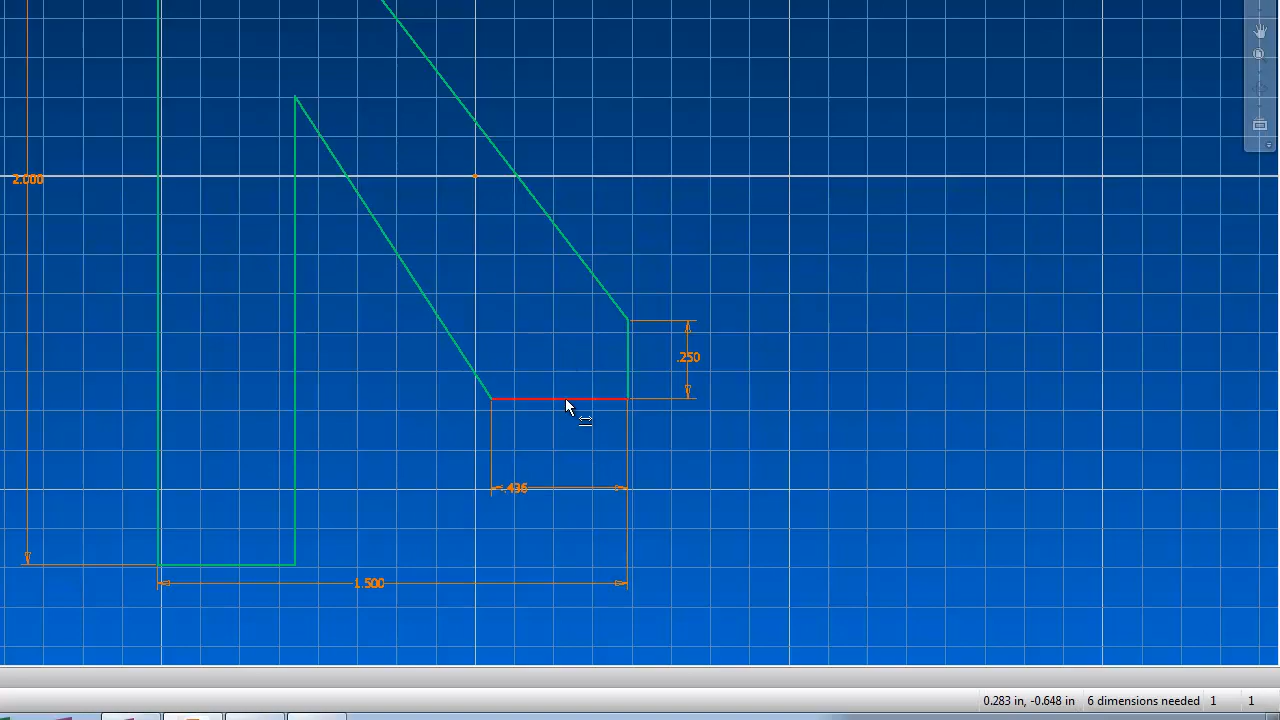 2.000
.250
.436
1.500
0.283 in, -0.648 in 6 dimensions needed 1 1